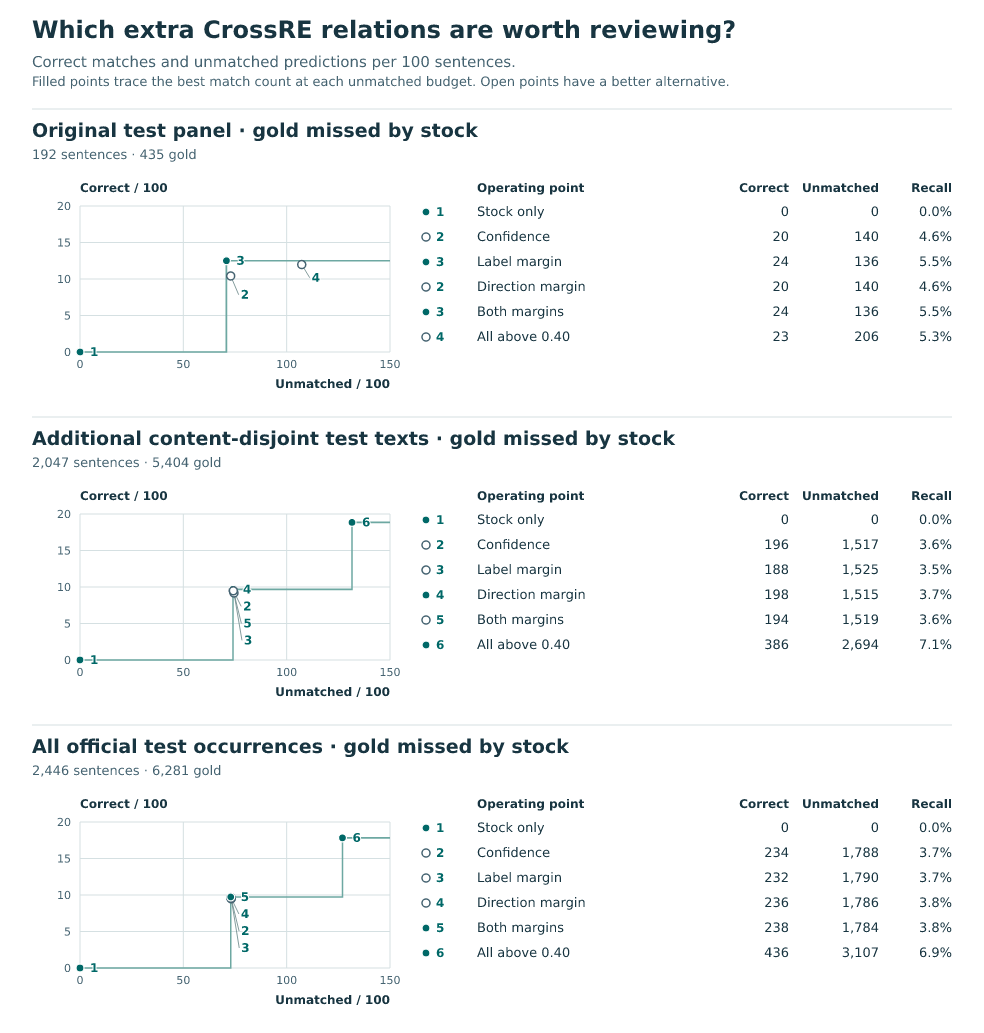 Which extra CrossRE relations are worth reviewing?
Correct matches and unmatched predictions per 100 sentences.
Filled points trace the best match count at each unmatched budget. Open points have a better alternative.
Original test panel · gold missed by stock
192 sentences · 435 gold
Correct / 100
20
15
10
5
0
0 50 100 150
Unmatched / 100
1
3
2
4
Operating point Correct Unmatched Recall
1 Stock only 0 0 0.0%
2 Confidence 20 140 4.6%
3 Label margin 24 136 5.5%
2 Direction margin 20 140 4.6%
3 Both margins 24 136 5.5%
4 All above 0.40 23 206 5.3%
Additional content-disjoint test texts · gold missed by stock
2,047 sentences · 5,404 gold
Correct / 100
20
15
10
5
0
0 50 100 150
Unmatched / 100
1
6
4
2
5
3
Operating point Correct Unmatched Recall
1 Stock only 0 0 0.0%
2 Confidence 196 1,517 3.6%
3 Label margin 188 1,525 3.5%
4 Direction margin 198 1,515 3.7%
5 Both margins 194 1,519 3.6%
6 All above 0.40 386 2,694 7.1%
All official test occurrences · gold missed by stock
2,446 sentences · 6,281 gold
Correct / 100
20
15
10
5
0
0 50 100 150
Unmatched / 100
1
6
5
4
2
3
Operating point Correct Unmatched Recall
1 Stock only 0 0 0.0%
2 Confidence 234 1,788 3.7%
3 Label margin 232 1,790 3.7%
4 Direction margin 236 1,786 3.8%
5 Both margins 238 1,784 3.8%
6 All above 0.40 436 3,107 6.9%